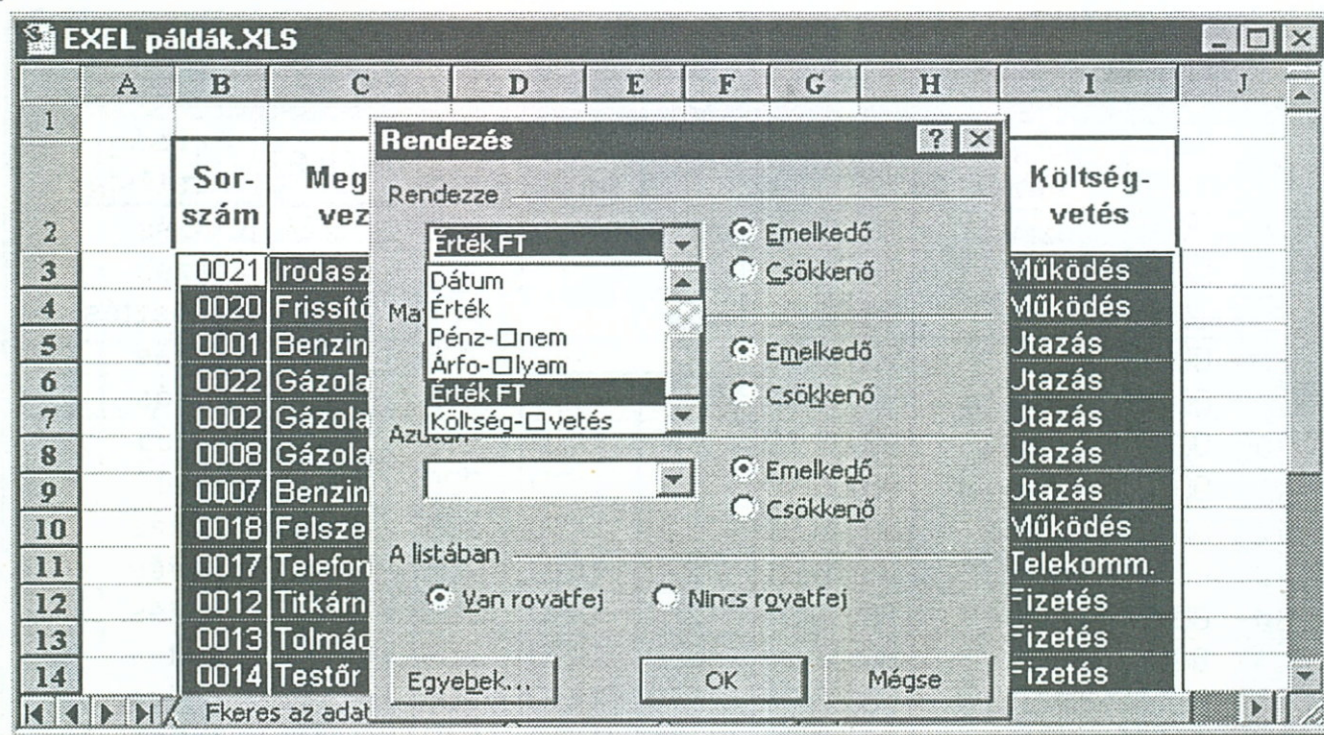 EXEL páldák.XLS
A B C D E F G H I J
1
2 Sor- Meg Költség-
szám vez vetés
3 0021 Irodasz Működés
4 0020 Frissítő Működés
5 0001 Benzin Utazás
6 0022 Gázola Utazás
7 0002 Gázola Utazás
8 0008 Gázola Utazás
9 0007 Benzin Utazás
10 0018 Felsze Működés
11 0017 Telefon Telekomm.
12 0012 Titkárn Fizetés
13 0013 Tolmác Fizetés
14 0014 Testőr Fizetés
Fkeres az adat
Rendezés
Rendezze
Érték FT
Emelkedő
Csökkenő
Dátum
Érték
Pénz-□nem
Árfo-□lyam
Érték FT
Költség-□vetés
Emelkedő
Csökkenő
Azután
Emelkedő
Csökkenő
A listában
Van rovatfej Nincs rovatfej
Egyebek... OK Mégse